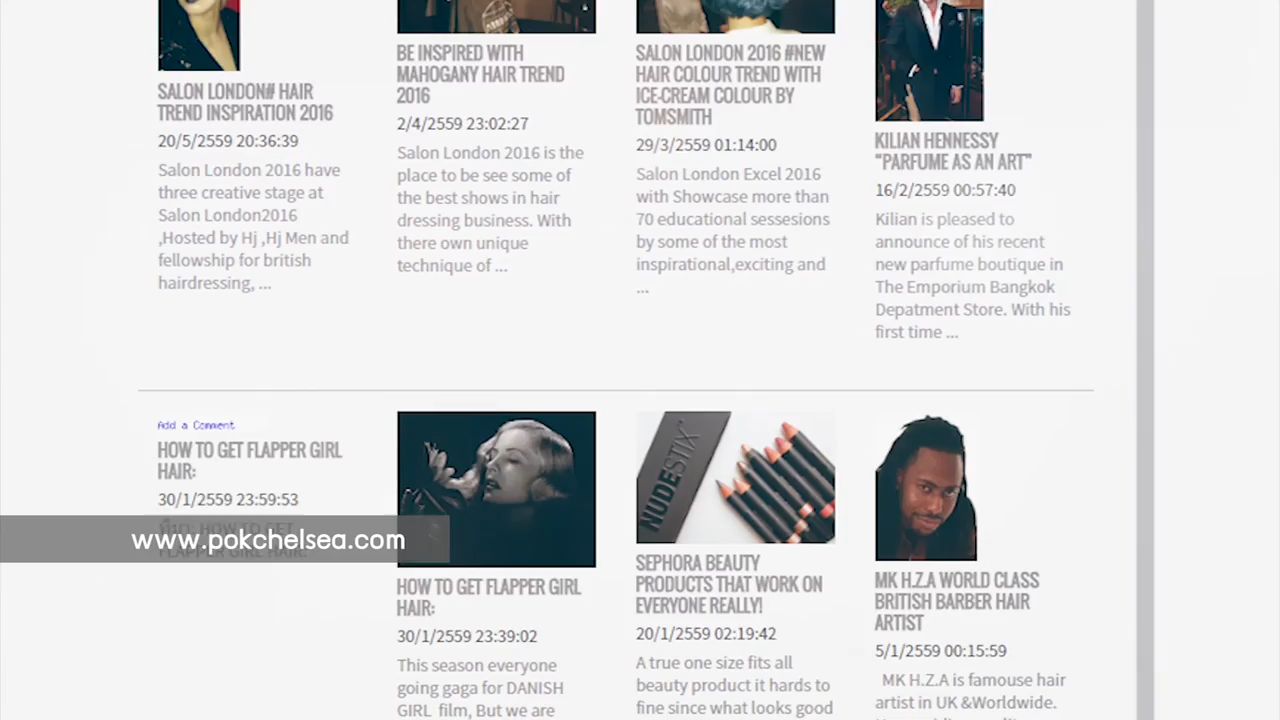 SALON LONDON# HAIR
TREND INSPIRATION 2016
20/5/2559 20:36:39
Salon London 2016 have
three creative stage at
Salon London2016
,Hosted by Hj ,Hj Men and
fellowship for british
hairdressing, ...
BE INSPIRED WITH
MAHOGANY HAIR TREND
2016
2/4/2559 23:02:27
Salon London 2016 is the
place to be see some of
the best shows in hair
dressing business. With
there own unique
technique of ...
SALON LONDON 2016 #NEW
HAIR COLOUR TREND WITH
ICE-CREAM COLOUR BY
TOMSMITH
29/3/2559 01:14:00
Salon London Excel 2016
with Showcase more than
70 educational sessesions
by some of the most
inspirational,exciting and
...
KILIAN HENNESSY
“PARFUME AS AN ART”
16/2/2559 00:57:40
Kilian is pleased to
announce of his recent
new parfume boutique in
The Emporium Bangkok
Depatment Store. With his
first time ...
Add a Comment
HOW TO GET FLAPPER GIRL
HAIR:
30/1/2559 23:59:53
HOW TO GET
FLAPPER GIRL HAIR:
www.pokchelsea.com
HOW TO GET FLAPPER GIRL
HAIR:
30/1/2559 23:39:02
This season everyone
going gaga for DANISH
GIRL film, But we are
NUDESTIX
SEPHORA BEAUTY
PRODUCTS THAT WORK ON
EVERYONE REALLY!
20/1/2559 02:19:42
A true one size fits all
beauty product it hards to
fine since what looks good
MK H.Z.A WORLD CLASS
BRITISH BARBER HAIR
ARTIST
5/1/2559 00:15:59
MK H.Z.A is famouse hair
artist in UK &Worldwide.